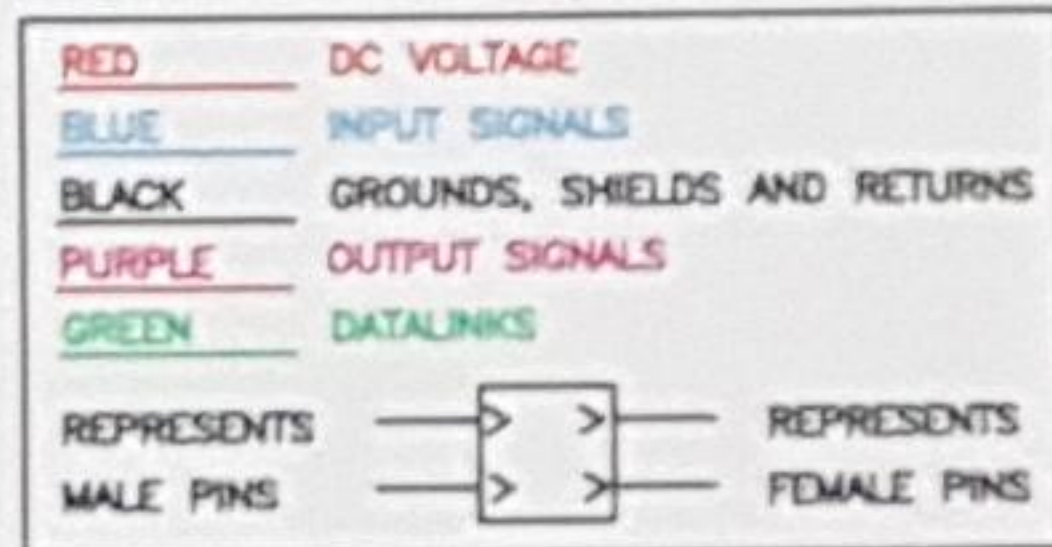 RED DC VOLTAGE
BLUE INPUT SIGNALS
BLACK GROUNDS, SHIELDS AND RETURNS
PURPLE OUTPUT SIGNALS
GREEN DATALINKS
REPRESENTS REPRESENTS
MALE PINS FEMALE PINS